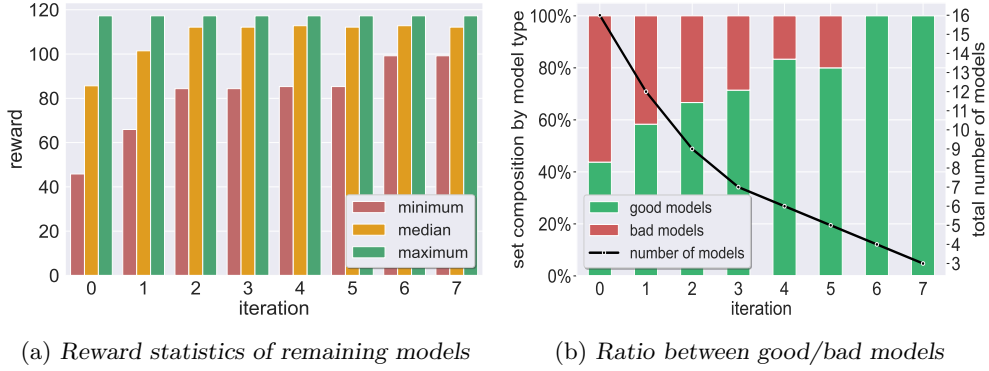 120
100
80
60
40
20
0
reward
0 1 2 3 4 5 6 7
iteration
minimum
median
maximum
(a) Reward statistics of remaining models
100%
80%
60%
40%
20%
0%
set composition by model type
16
15
14
13
12
11
10
9
8
7
6
5
4
3
total number of models
0 1 2 3 4 5 6 7
iteration
good models
bad models
number of models
(b) Ratio between good/bad models